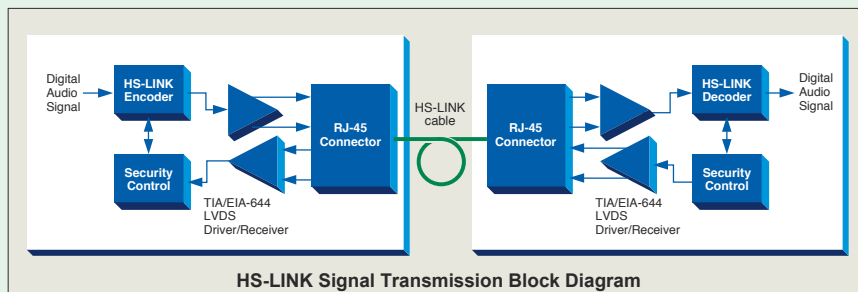 Digital
Audio
Signal
HS-LINK
Encoder
Security
Control
TIA/EIA-644
LVDS
Driver/Receiver
RJ-45
Connector
HS-LINK
cable
RJ-45
Connector
TIA/EIA-644
LVDS
Driver/Receiver
HS-LINK
Decoder
Security
Control
Digital
Audio
Signal
HS-LINK Signal Transmission Block Diagram